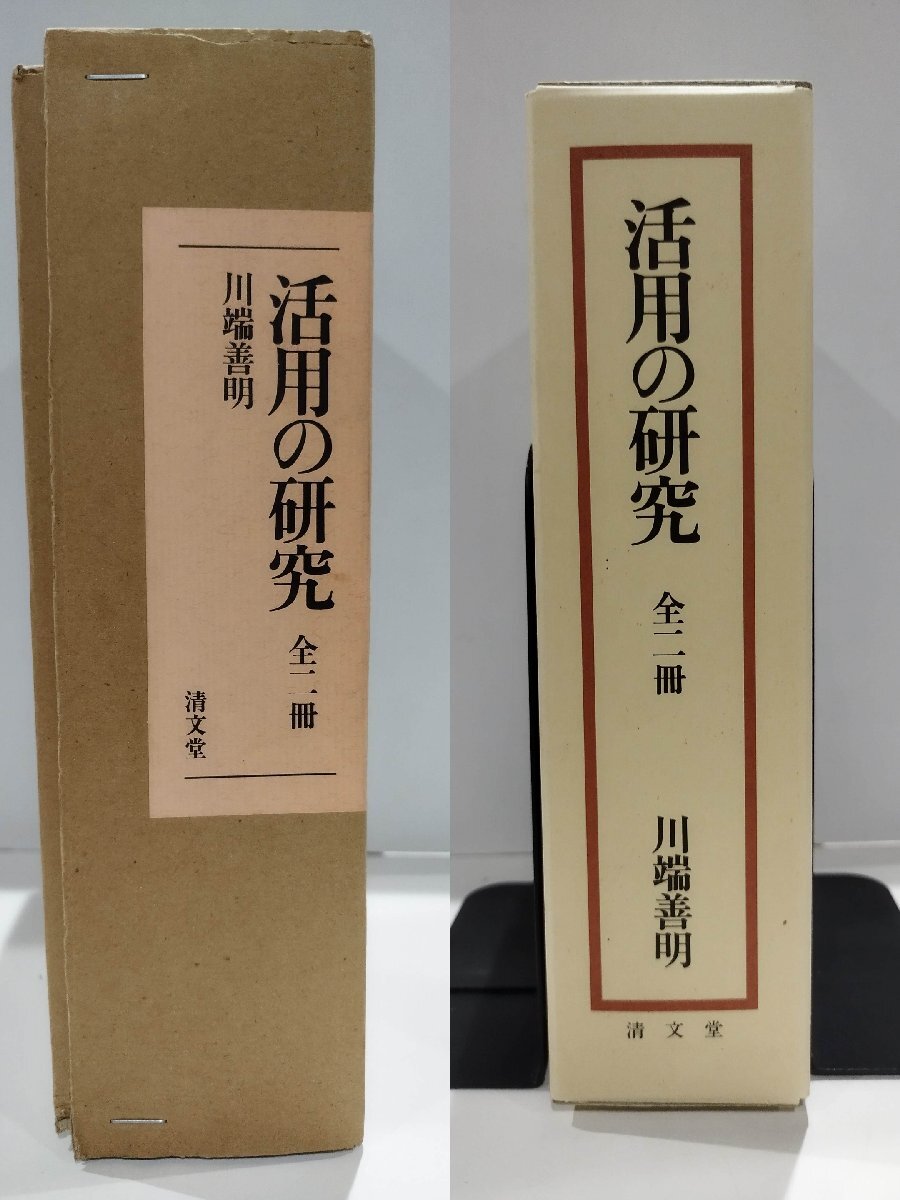 活用の研究 全二冊
川端善明
清文堂
活用の研究 全二冊 川端善明
清文堂